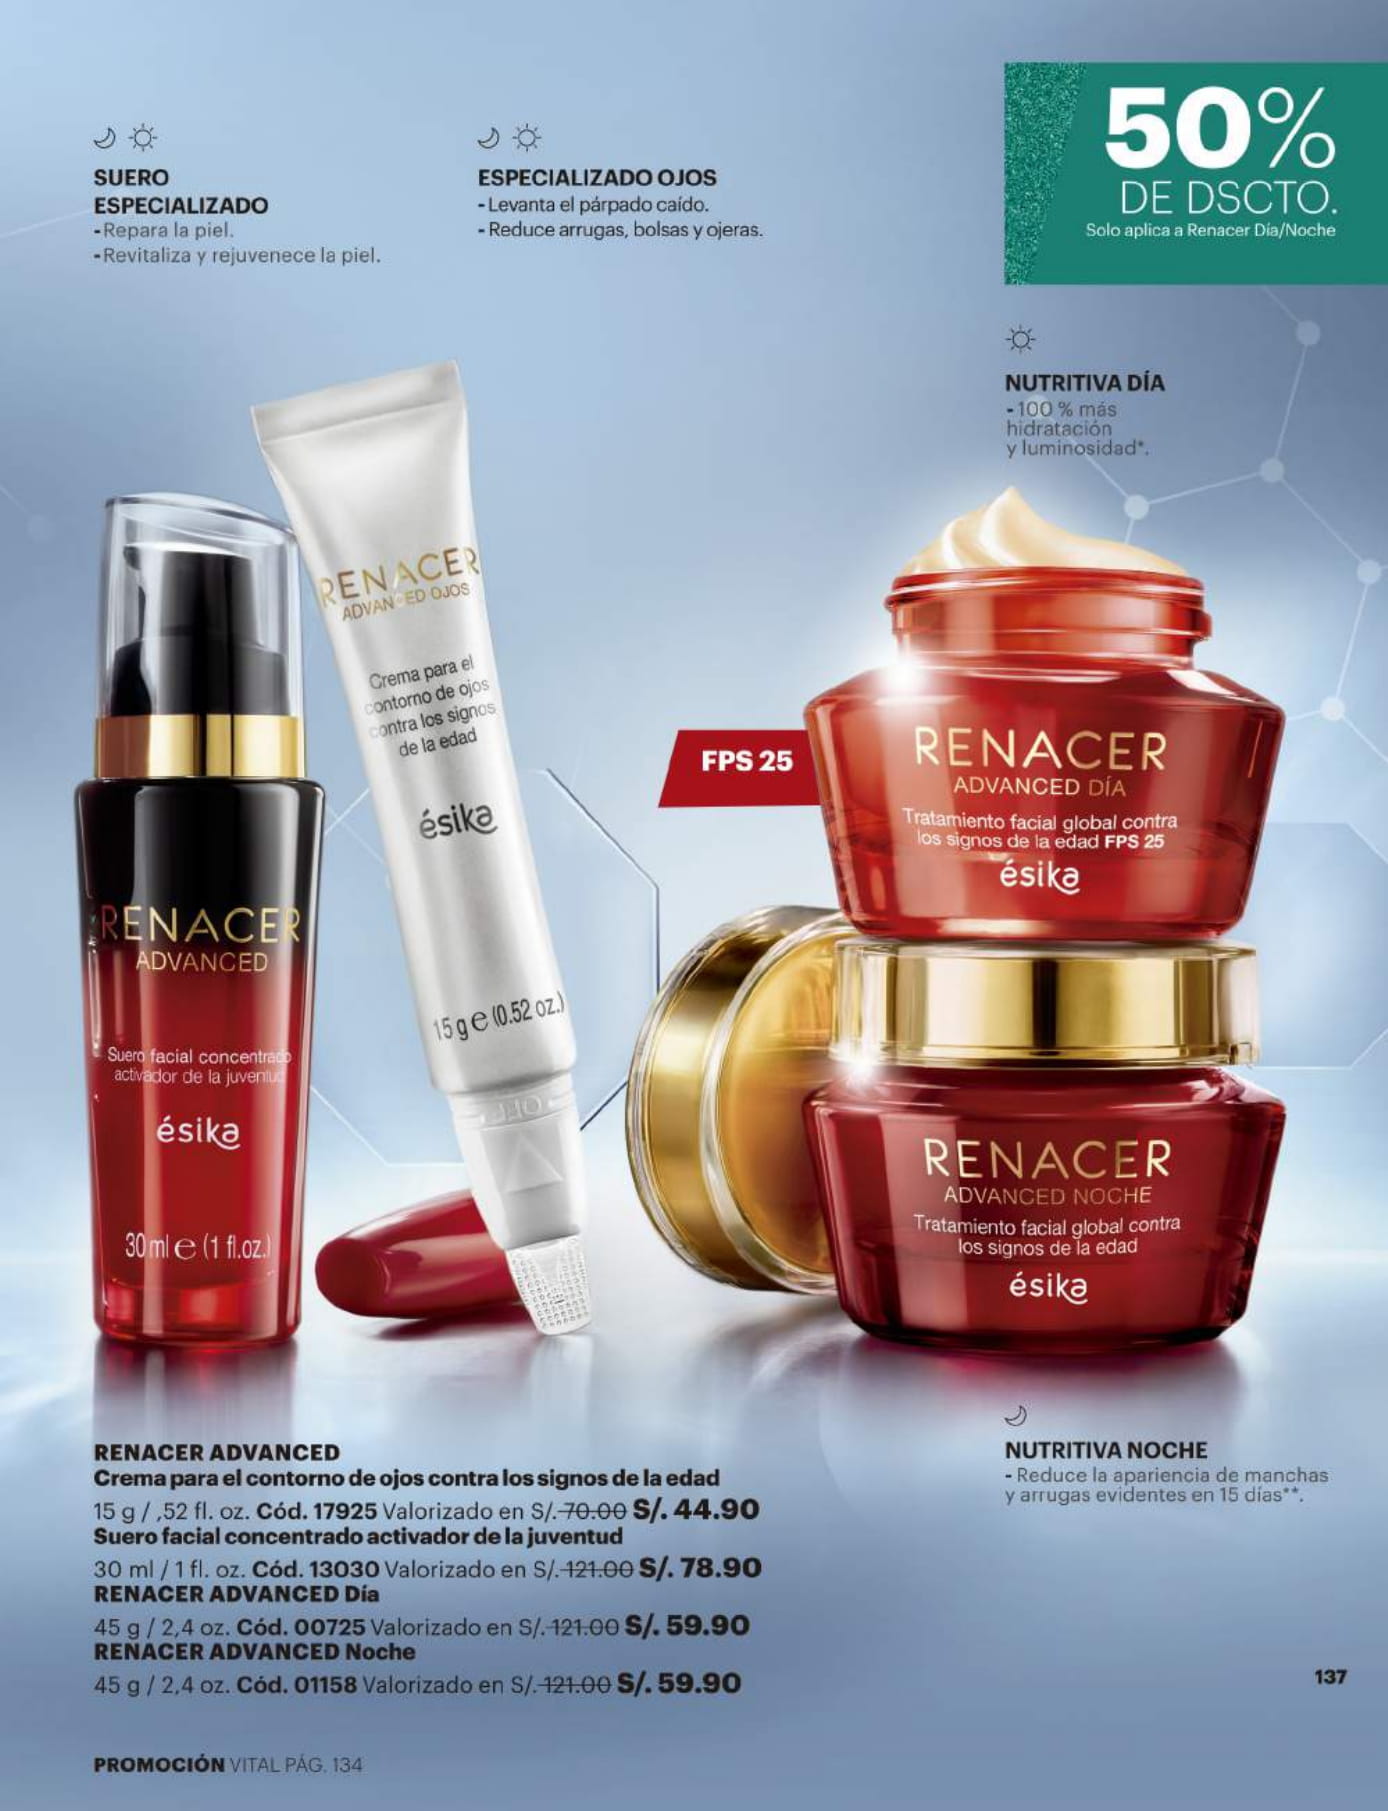 SUERO
ESPECIALIZADO
- Repara la piel.
- Revitaliza y rejuvenece la piel.
ESPECIALIZADO OJOS
- Levanta el párpado caído.
- Reduce arrugas, bolsas y ojeras.
50%
DE DSCTO.
Solo aplica a Renacer Día/Noche
NUTRITIVA DÍA
- 100 % más
hidratación
y luminosidad*.
RENACER
ADVANCED OJOS
Crema para el
contorno de ojos
contra los signos
de la edad
ésika
15 g e (0.52 oz.)
OFF
FPS 25
RENACER
ADVANCED DÍA
Tratamiento facial global contra
los signos de la edad FPS 25
ésika
RENACER
ADVANCED
Suero facial concentrado
activador de la juventud
ésika
30 ml e (1 fl.oz.)
RENACER
ADVANCED NOCHE
Tratamiento facial global contra
los signos de la edad
ésika
NUTRITIVA NOCHE
- Reduce la apariencia de manchas
y arrugas evidentes en 15 días**.
RENACER ADVANCED
Crema para el contorno de ojos contra los signos de la edad
15 g / ,52 fl. oz. Cód. 17925 Valorizado en S/. 70.00 S/. 44.90
Suero facial concentrado activador de la juventud
30 ml / 1 fl. oz. Cód. 13030 Valorizado en S/. 121.00 S/. 78.90
RENACER ADVANCED Día
45 g / 2,4 oz. Cód. 00725 Valorizado en S/. 121.00 S/. 59.90
RENACER ADVANCED Noche
45 g / 2,4 oz. Cód. 01158 Valorizado en S/. 121.00 S/. 59.90
137
PROMOCIÓN VITAL PÁG. 134